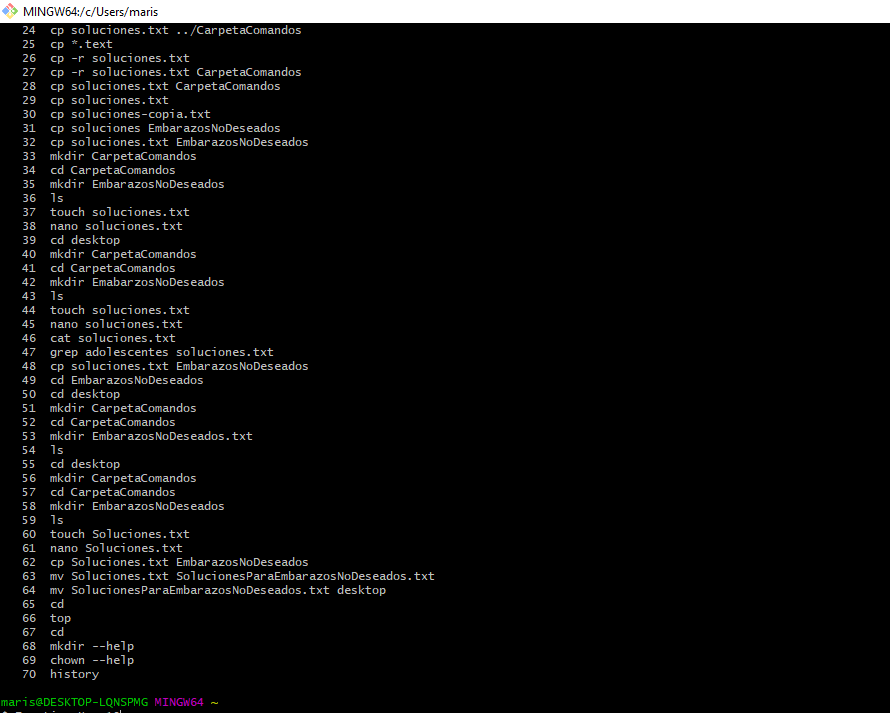 MINGW64:/c/Users/maris
24 cp soluciones.txt ../CarpetaComandos
25 cp *.text
26 cp -r soluciones.txt
27 cp -r soluciones.txt CarpetaComandos
28 cp soluciones.txt CarpetaComandos
29 cp soluciones.txt
30 cp soluciones-copia.txt
31 cp soluciones EmbarazosNoDeseados
32 cp soluciones.txt EmbarazosNoDeseados
33 mkdir CarpetaComandos
34 cd CarpetaComandos
35 mkdir EmbarazosNoDeseados
36 ls
37 touch soluciones.txt
38 nano soluciones.txt
39 cd desktop
40 mkdir CarpetaComandos
41 cd CarpetaComandos
42 mkdir EmabarzosNoDeseados
43 ls
44 touch soluciones.txt
45 nano soluciones.txt
46 cat soluciones.txt
47 grep adolescentes soluciones.txt
48 cp soluciones.txt EmbarazosNoDeseados
49 cd EmbarazosNoDeseados
50 cd desktop
51 mkdir CarpetaComandos
52 cd CarpetaComandos
53 mkdir EmbarazosNoDeseados.txt
54 ls
55 cd desktop
56 mkdir CarpetaComandos
57 cd CarpetaComandos
58 mkdir EmbarazosNoDeseados
59 ls
60 touch Soluciones.txt
61 nano Soluciones.txt
62 cp Soluciones.txt EmbarazosNoDeseados
63 mv Soluciones.txt SolucionesParaEmbarazosNoDeseados.txt
64 mv SolucionesParaEmbarazosNoDeseados.txt desktop
65 cd
66 top
67 cd
68 mkdir --help
69 chown --help
70 history
maris@DESKTOP-LQNSPMG MINGW64 ~